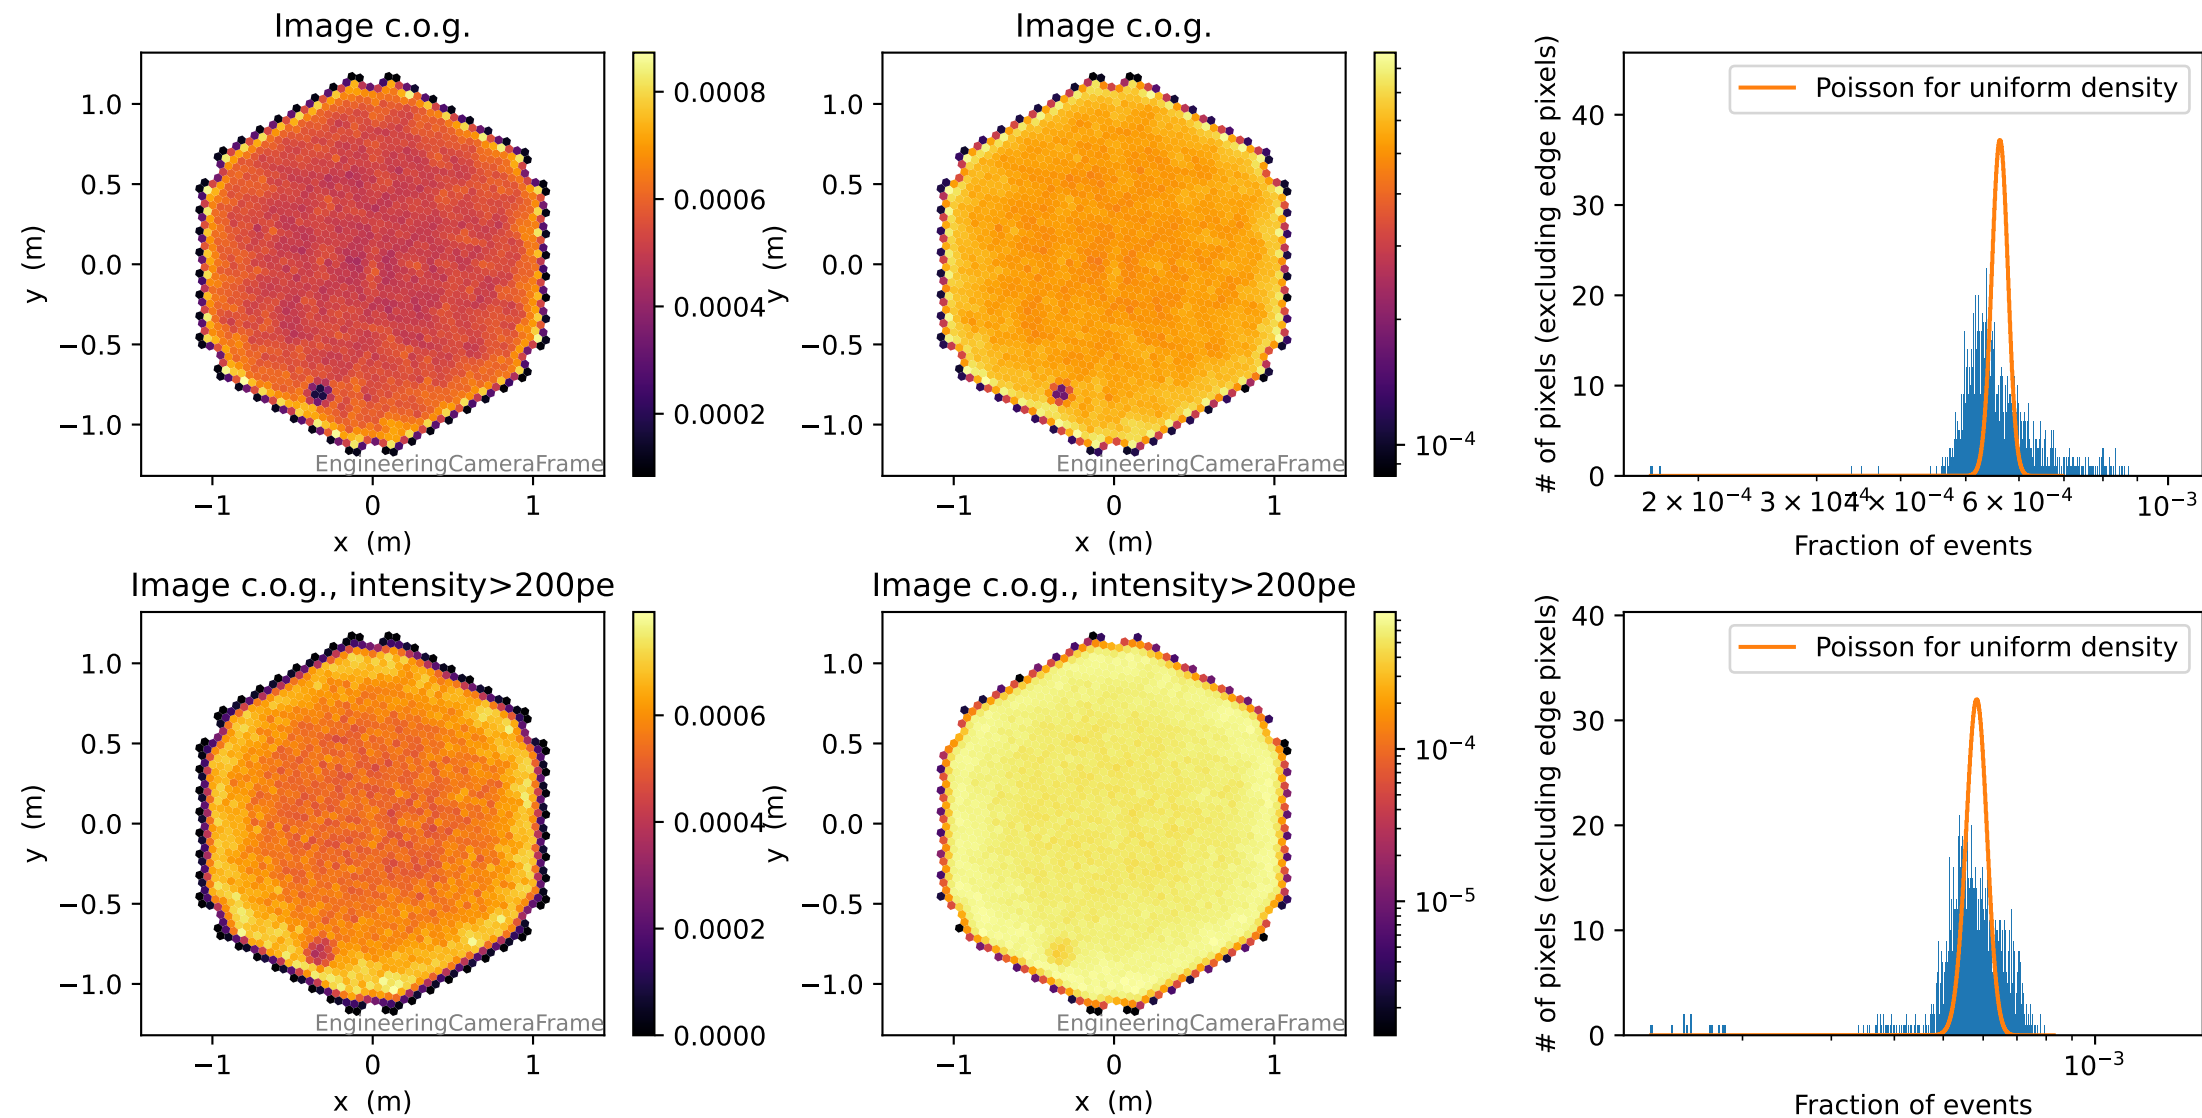 Image c.o.g.
1.0
0.5
0.0
−0.5
−1.0
y (m)
−1
0
1
x (m)
EngineeringCameraFrame
0.0008
0.0006
0.0004
0.0002
Image c.o.g.
1.0
0.5
0.0
−0.5
−1.0
y (m)
−1
0
1
x (m)
EngineeringCameraFrame
10⁻⁴
# of pixels (excluding edge pixels)
40
30
20
10
0
Poisson for uniform density
2 × 10⁻⁴
3 × 10⁻⁴
4 × 10⁻⁴
6 × 10⁻⁴
10⁻³
Fraction of events
Image c.o.g., intensity>200pe
1.0
0.5
0.0
−0.5
−1.0
y (m)
−1
0
1
x (m)
EngineeringCameraFrame
0.0006
0.0004
0.0002
0.0000
Image c.o.g., intensity>200pe
1.0
0.5
0.0
−0.5
−1.0
y (m)
−1
0
1
x (m)
EngineeringCameraFrame
10⁻⁴
10⁻⁵
# of pixels (excluding edge pixels)
40
30
20
10
0
Poisson for uniform density
10⁻³
Fraction of events